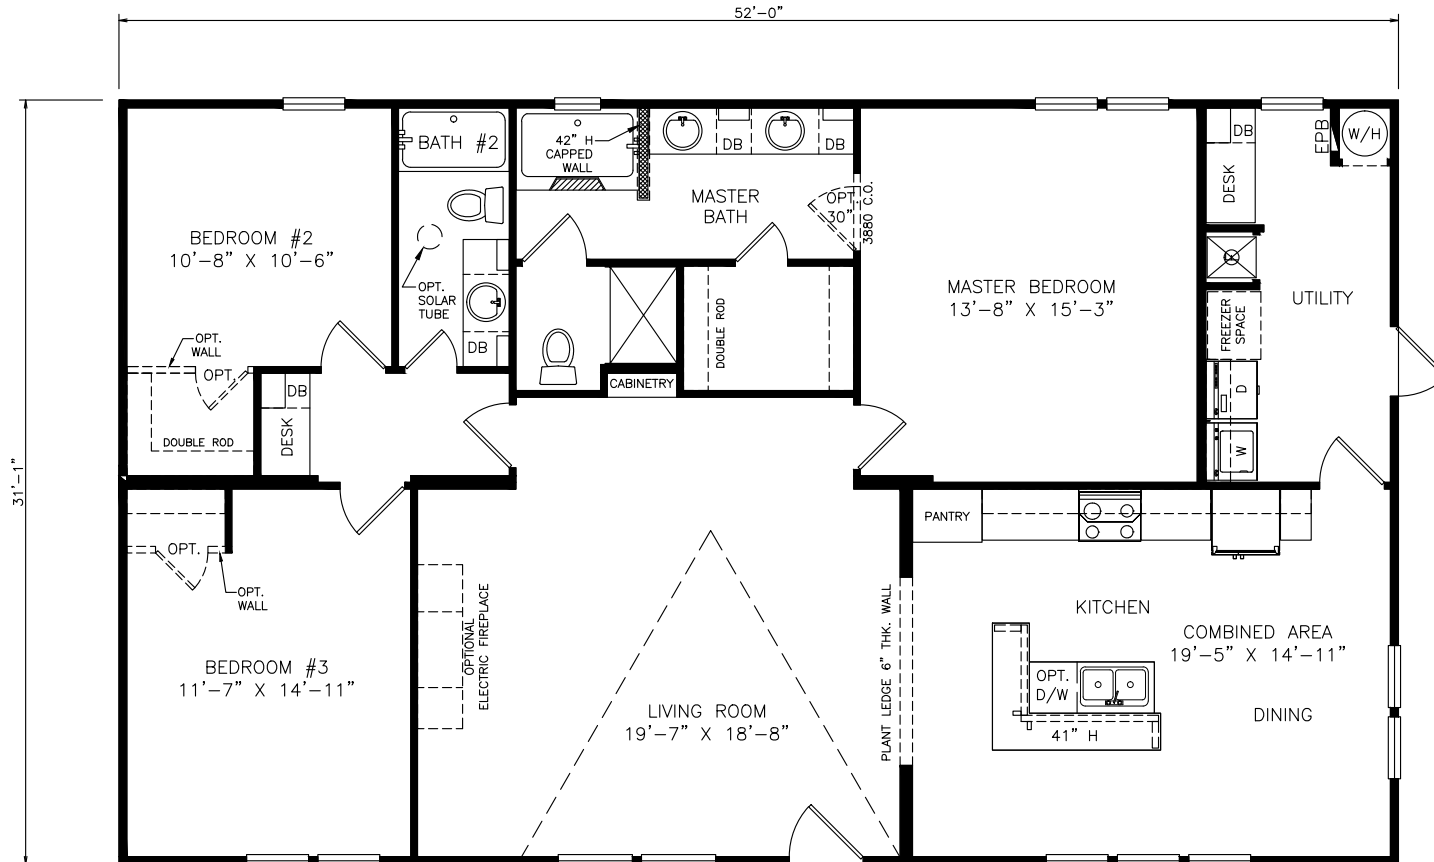 52'-0"
31'-1"
BEDROOM #2
10'-8" X 10'-6"
OPT.
WALL
OPT.
DOUBLE ROD
DB
DESK
BATH #2
OPT.
SOLAR
TUBE
DB
42" H
CAPPED
WALL
DB
DB
MASTER
BATH
OPT.
30"
3880 C.O.
DOUBLE ROD
CABINETRY
MASTER BEDROOM
13'-8" X 15'-3"
DB
DESK
EPB
W/H
UTILITY
FREEZER
SPACE
D
W
OPT.
OPT.
WALL
BEDROOM #3
11'-7" X 14'-11"
OPTIONAL
ELECTRIC FIREPLACE
LIVING ROOM
19'-7" X 18'-8"
PLANT LEDGE 6" THK. WALL
PANTRY
KITCHEN
COMBINED AREA
19'-5" X 14'-11"
OPT.
D/W
DINING
41" H